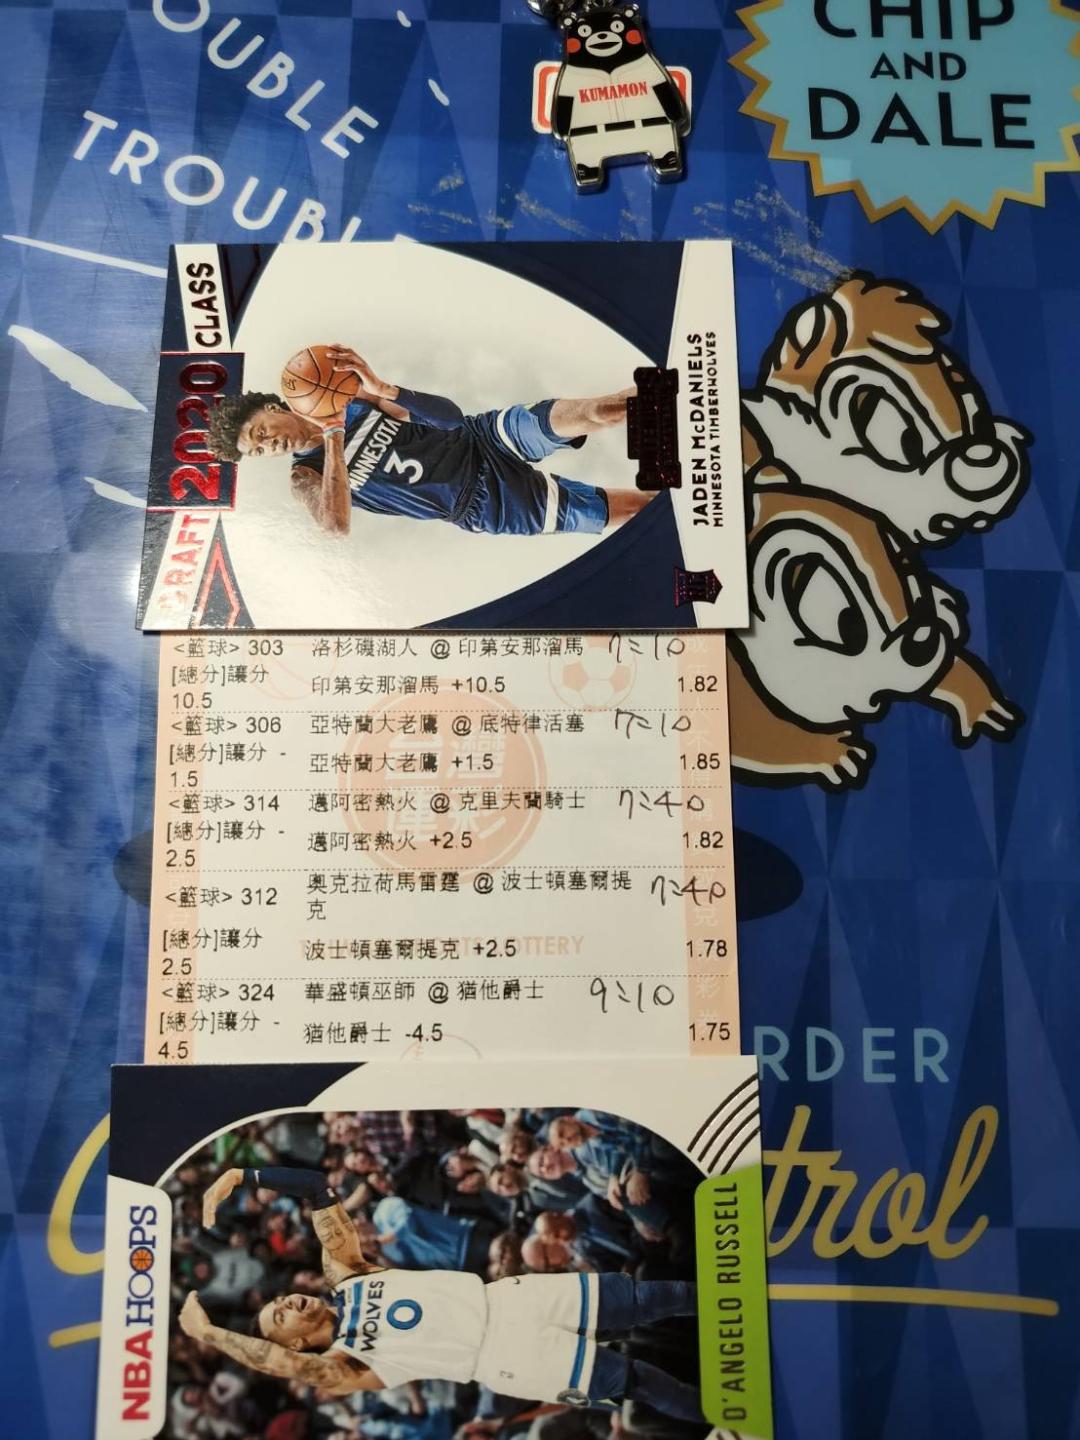 OUBLE
TROUBL
CHIP
AND
DALE
KUMAMON
DRAFT 2020 CLASS
MINNESOTA
3
JADEN McDANIELS
MINNESOTA TIMBERWOLVES
<籃球> 303 洛杉磯湖人 @ 印第安那溜馬 7:10
[總分]讓分 10.5 印第安那溜馬 +10.5 1.82
<籃球> 306 亞特蘭大老鷹 @ 底特律活塞 7:10
[總分]讓分 -1.5 亞特蘭大老鷹 +1.5 1.85
<籃球> 314 邁阿密熱火 @ 克里夫蘭騎士 7:40
[總分]讓分 -2.5 邁阿密熱火 +2.5 1.82
<籃球> 312 奧克拉荷馬雷霆 @ 波士頓塞爾提克 7:40
[總分]讓分 2.5 波士頓塞爾提克 +2.5 1.78
<籃球> 324 華盛頓巫師 @ 猶他爵士 9:10
[總分]讓分 -4.5 猶他爵士 -4.5 1.75
RDER
trol
NBA HOOPS
WOLVES
0
D'ANGELO RUSSELL